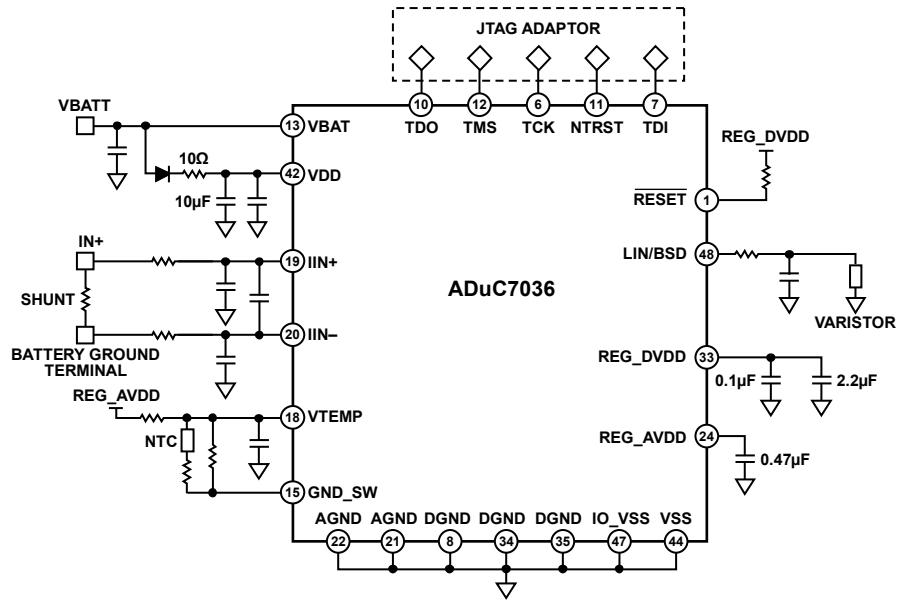 JTAG ADAPTOR
10 12 6 11 7
TDO TMS TCK NTRST TDI
VBATT
13 VBAT
10Ω
42 VDD
10µF
REG_DVDD
RESET 1
IN+
19 IIN+
LIN/BSD 48
SHUNT
ADuC7036
VARISTOR
20 IIN–
BATTERY GROUND
TERMINAL
REG_DVDD 33
0.1µF 2.2µF
REG_AVDD
18 VTEMP
NTC
REG_AVDD 24
0.47µF
15 GND_SW
AGND AGND DGND DGND DGND IO_VSS VSS
22 21 8 34 35 47 44